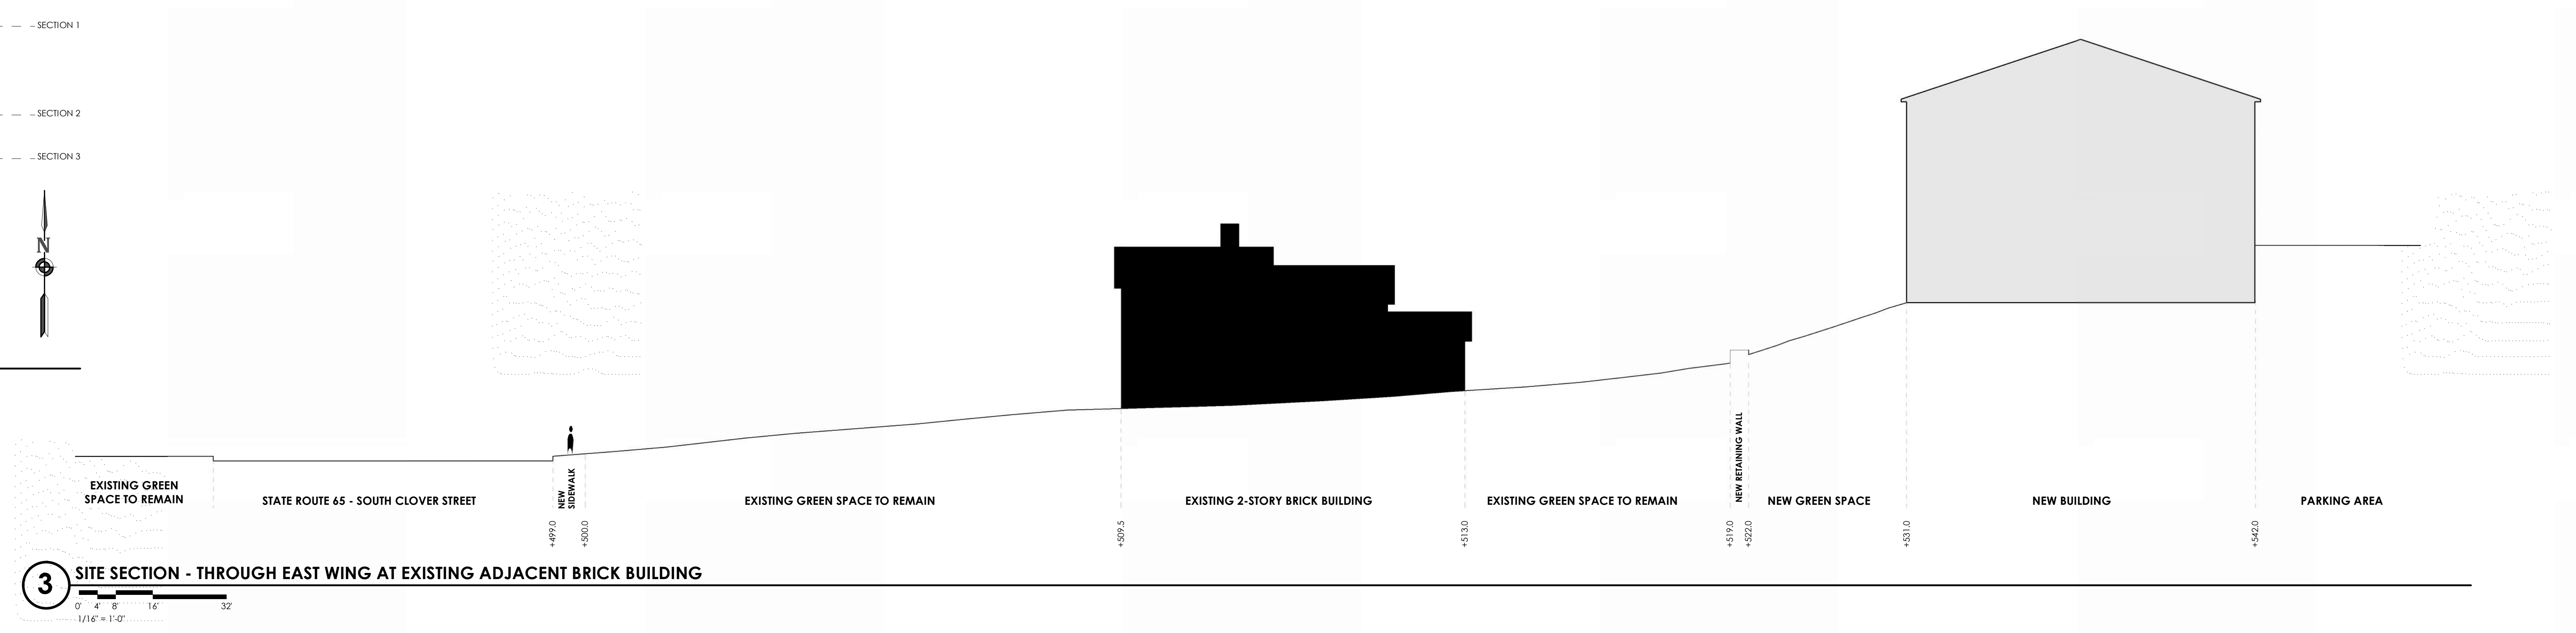 SECTION 1
SECTION 2
SECTION 3
N
EXISTING GREEN
SPACE TO REMAIN
STATE ROUTE 65 - SOUTH CLOVER STREET
NEW
SIDEWALK
EXISTING GREEN SPACE TO REMAIN
EXISTING 2-STORY BRICK BUILDING
EXISTING GREEN SPACE TO REMAIN
NEW RETAINING WALL
NEW GREEN SPACE
NEW BUILDING
PARKING AREA
+499.0
+500.0
+509.5
+513.0
+519.0
+522.0
+531.0
+542.0
3
SITE SECTION - THROUGH EAST WING AT EXISTING ADJACENT BRICK BUILDING
0' 4' 8' 16' 32'
1/16" = 1'-0"